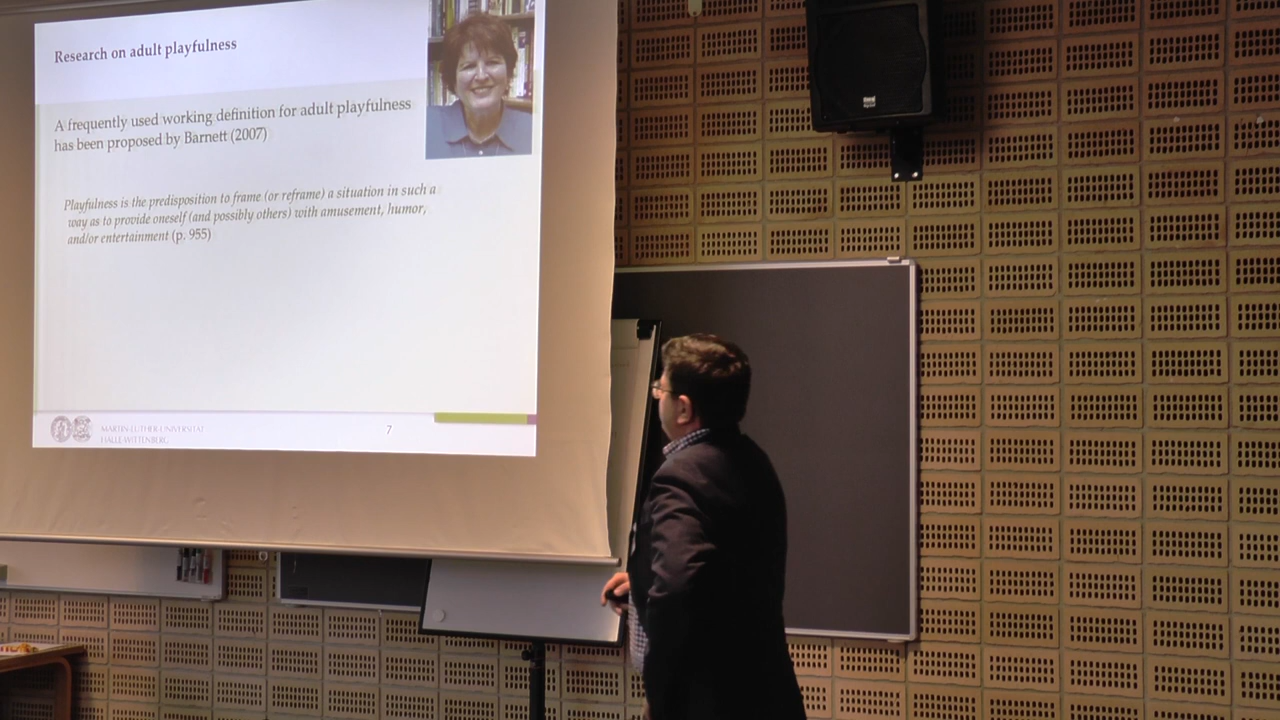 Research on adult playfulness
A frequently used working definition for adult playfulness
has been proposed by Barnett (2007)
Playfulness is the predisposition to frame (or reframe) a situation in such a
way as to provide oneself (and possibly others) with amusement, humor,
and/or entertainment (p. 955)
MARTIN-LUTHER-UNIVERSITÄT
HALLE-WITTENBERG
7